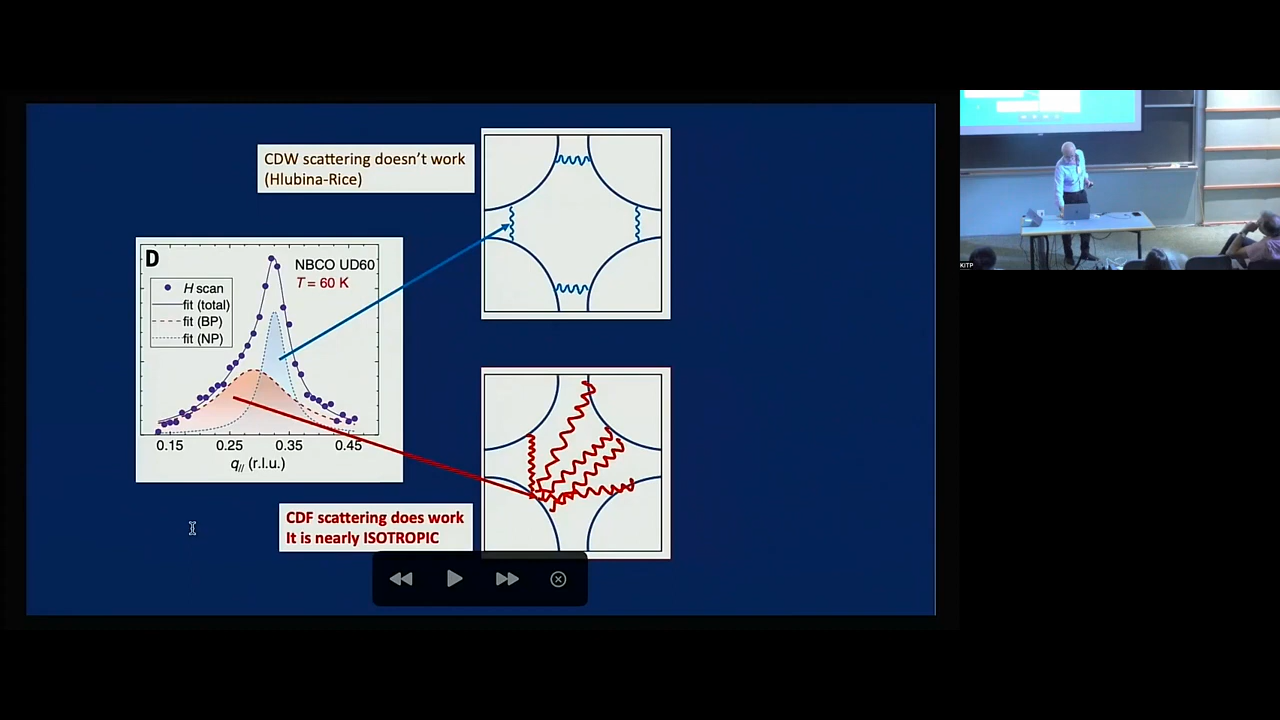 CDW scattering doesn't work
(Hlubina-Rice)
D
NBCO UD60
T = 60 K
H scan
fit (total)
fit (BP)
fit (NP)
0.15 0.25 0.35 0.45
q// (r.l.u.)
CDF scattering does work
It is nearly ISOTROPIC
KITP